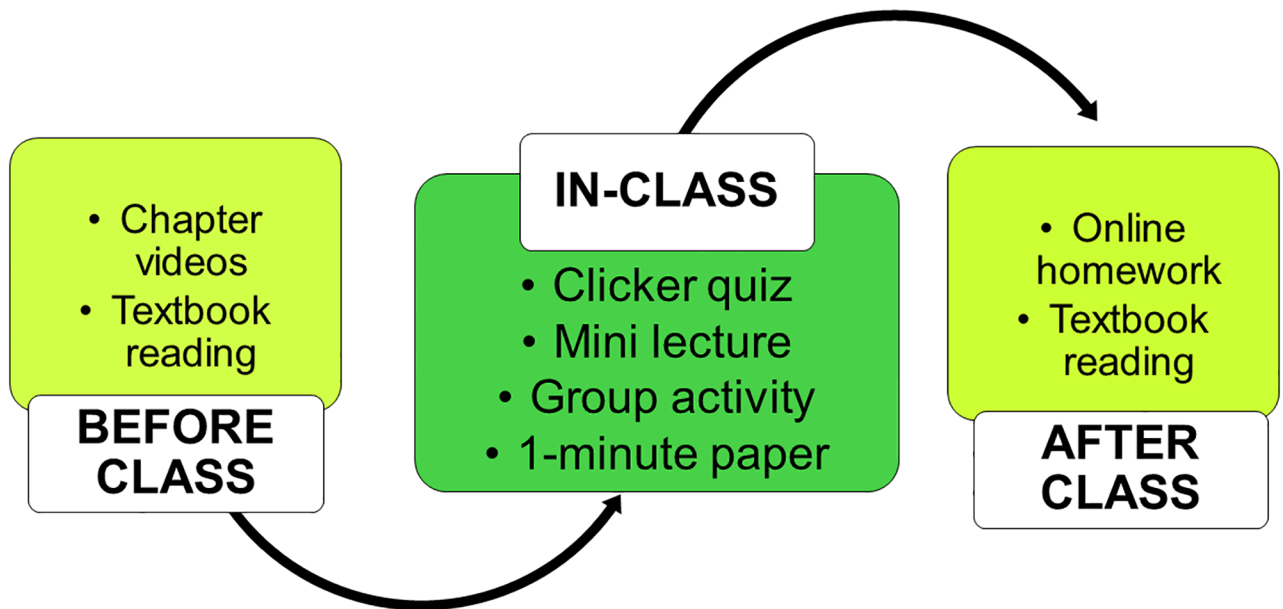 • Chapter
videos
• Textbook
reading
BEFORE
CLASS
IN-CLASS
• Clicker quiz
• Mini lecture
• Group activity
• 1-minute paper
• Online
homework
• Textbook
reading
AFTER
CLASS